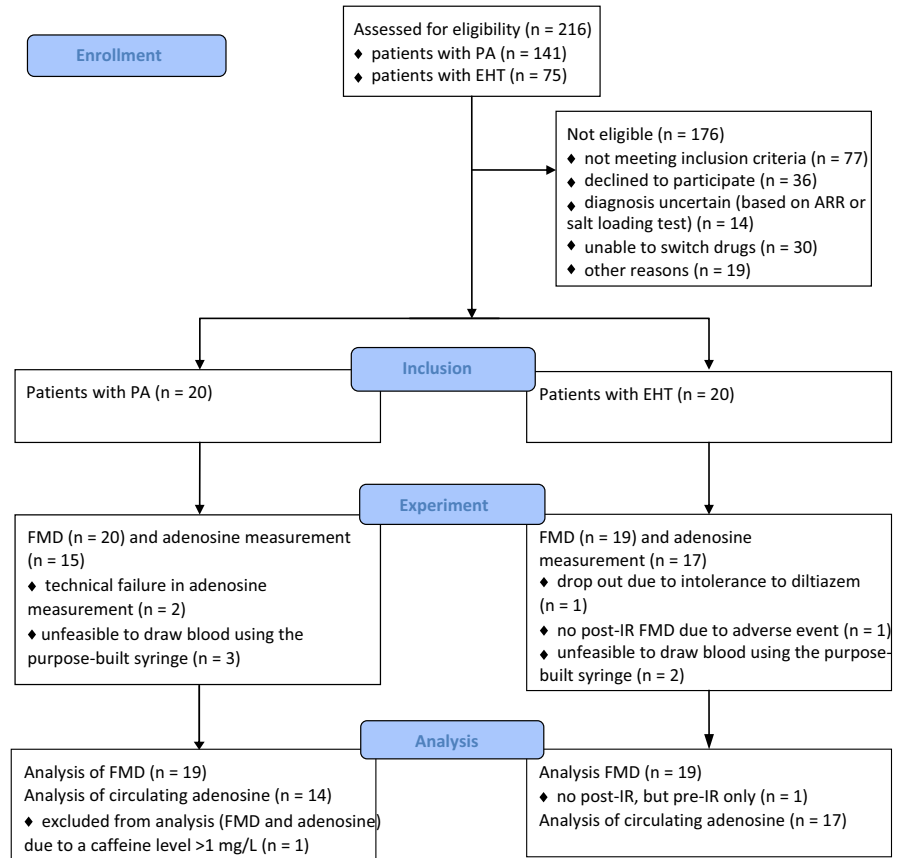 Enrollment
Assessed for eligibility (n = 216)
♦ patients with PA (n = 141)
♦ patients with EHT (n = 75)
Not eligible (n = 176)
♦ not meeting inclusion criteria (n = 77)
♦ declined to participate (n = 36)
♦ diagnosis uncertain (based on ARR or
salt loading test) (n = 14)
♦ unable to switch drugs (n = 30)
♦ other reasons (n = 19)
Inclusion
Patients with PA (n = 20)
Patients with EHT (n = 20)
Experiment
FMD (n = 20) and adenosine measurement
(n = 15)
♦ technical failure in adenosine
measurement (n = 2)
♦ unfeasible to draw blood using the
purpose-built syringe (n = 3)
FMD (n = 19) and adenosine
measurement (n = 17)
♦ drop out due to intolerance to diltiazem
(n = 1)
♦ no post-IR FMD due to adverse event (n = 1)
♦ unfeasible to draw blood using the purpose-
built syringe (n = 2)
Analysis
Analysis of FMD (n = 19)
Analysis of circulating adenosine (n = 14)
♦ excluded from analysis (FMD and adenosine)
due to a caffeine level >1 mg/L (n = 1)
Analysis FMD (n = 19)
♦ no post-IR, but pre-IR only (n = 1)
Analysis of circulating adenosine (n = 17)